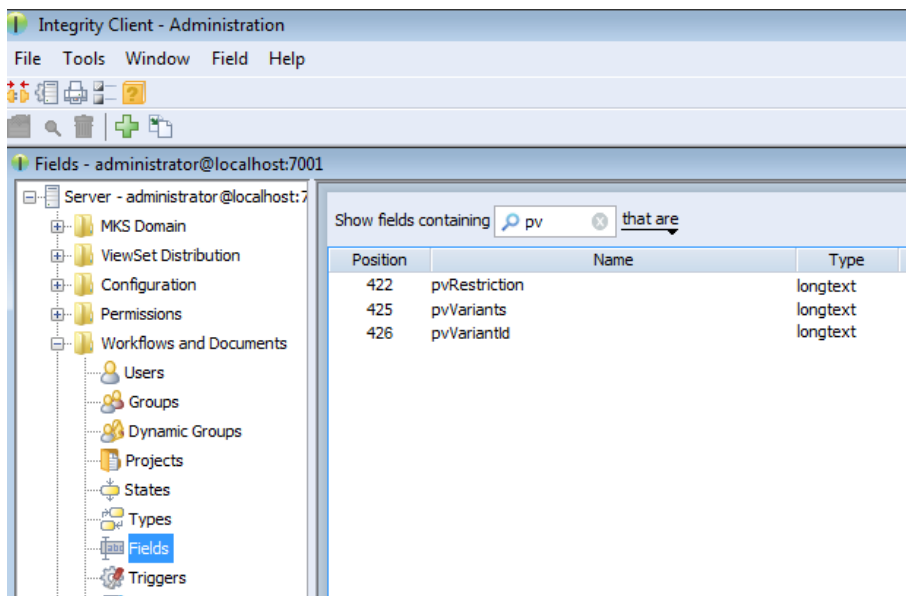 Integrity Client - Administration
File Tools Window Field Help
Fields - administrator@localhost:7001
Server - administrator@localhost:7
MKS Domain
ViewSet Distribution
Configuration
Permissions
Workflows and Documents
Users
Groups
Dynamic Groups
Projects
States
Types
abc Fields
Triggers
Show fields containing pv that are
Position Name Type
422 pvRestriction longtext
425 pvVariants longtext
426 pvVariantId longtext